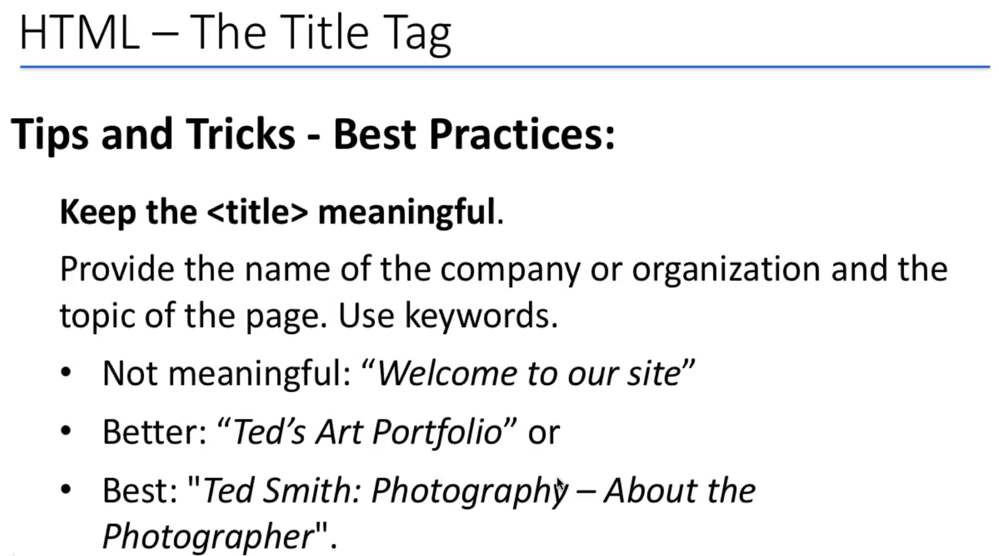 HTML – The Title Tag
Tips and Tricks - Best Practices:
Keep the <title> meaningful.
Provide the name of the company or organization and the
topic of the page. Use keywords.
• Not meaningful: “Welcome to our site”
• Better: “Ted’s Art Portfolio” or
• Best: "Ted Smith: Photography – About the
Photographer".